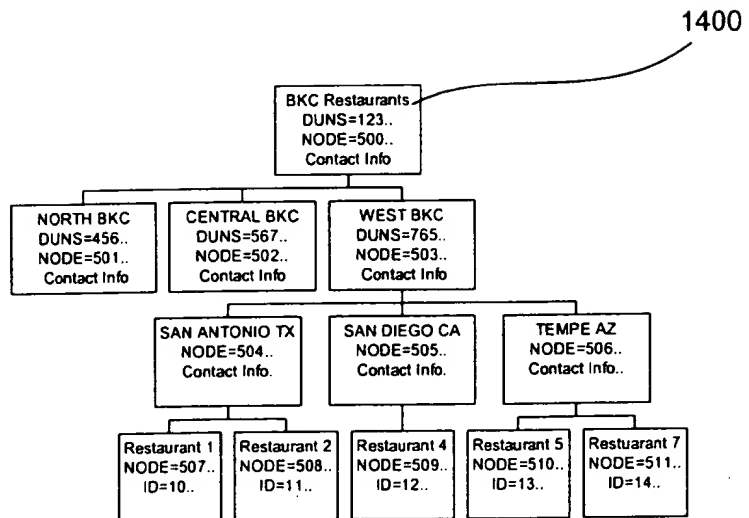 1400
BKC Restaurants
DUNS=123..
NODE=500..
Contact Info
NORTH BKC
DUNS=456..
NODE=501..
Contact Info
CENTRAL BKC
DUNS=567..
NODE=502..
Contact Info
WEST BKC
DUNS=765..
NODE=503..
Contact Info
SAN ANTONIO TX
NODE=504..
Contact Info.
SAN DIEGO CA
NODE=505..
Contact Info.
TEMPE AZ
NODE=506..
Contact Info..
Restaurant 1
NODE=507..
ID=10..
Restaurant 2
NODE=508..
ID=11..
Restaurant 4
NODE=509..
ID=12..
Restaurant 5
NODE=510..
ID=13..
Restuarant 7
NODE=511..
ID=14..